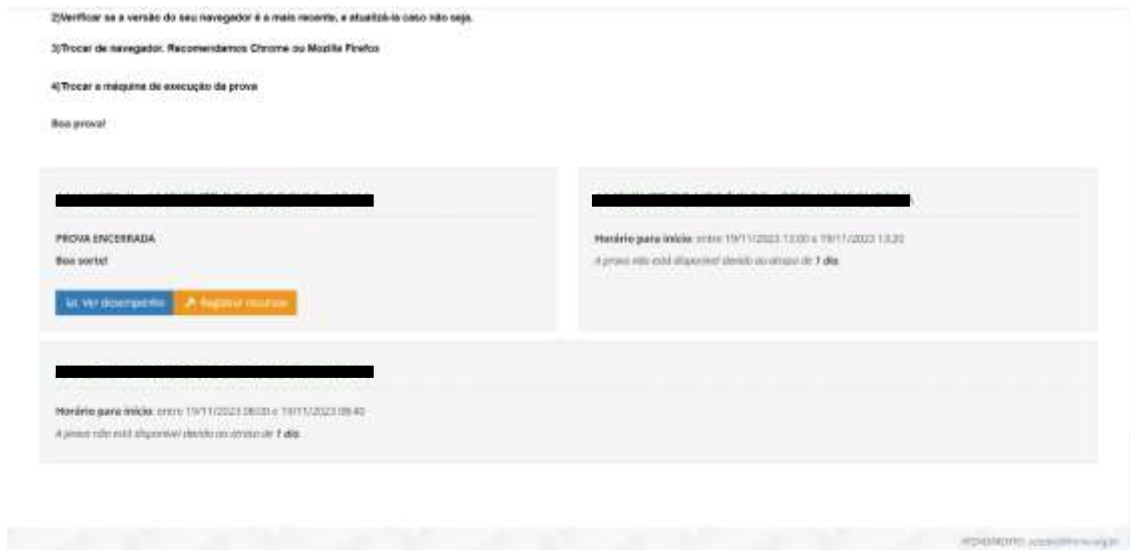 2)Verificar se a versão do seu navegador é a mais recente, e atualizá-la caso não seja.
3)Trocar de navegador. Recomendamos Chrome ou Mozilla Firefox
4)Trocar a máquina de execução da prova
Boa prova!
PROVA ENCERRADA
Boa sorte!
Ver desempenho
Registrar recursos
Horário para início: entre 19/11/2023 13:00 e 19/11/2023 13:20
A prova não está disponível devido ao atraso de 1 dia.
Horário para início: entre 19/11/2023 08:00 e 19/11/2023 08:40
A prova não está disponível devido ao atraso de 1 dia.
ATENDIMENTO: